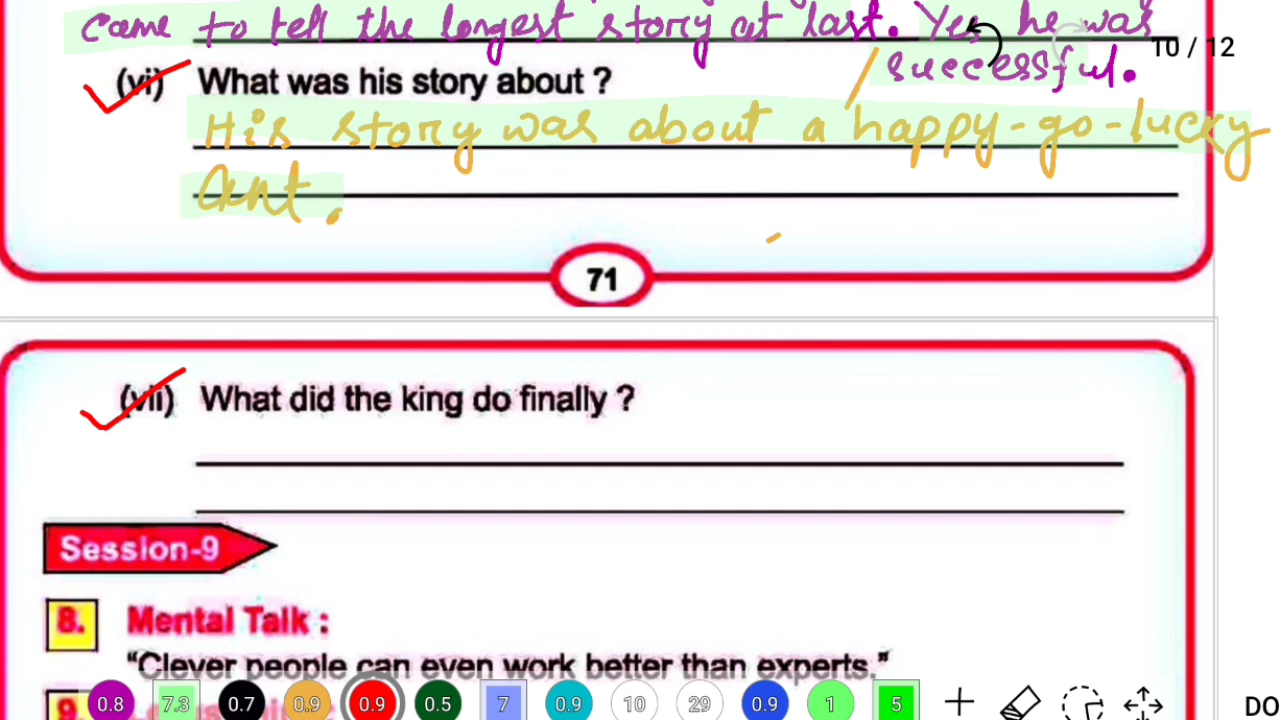 came to tell the longest story at last. Yes he was
successful.
10 / 12
(vi) What was his story about ?
His story was about a happy-go-lucky
ant.
71
(vii) What did the king do finally ?
Session-9
8. Mental Talk :
"Clever people can even work better than experts."
9.
0.8 7.3 0.7 0.9 0.9 0.5 7 0.9 10 29 0.9 1 5
DO